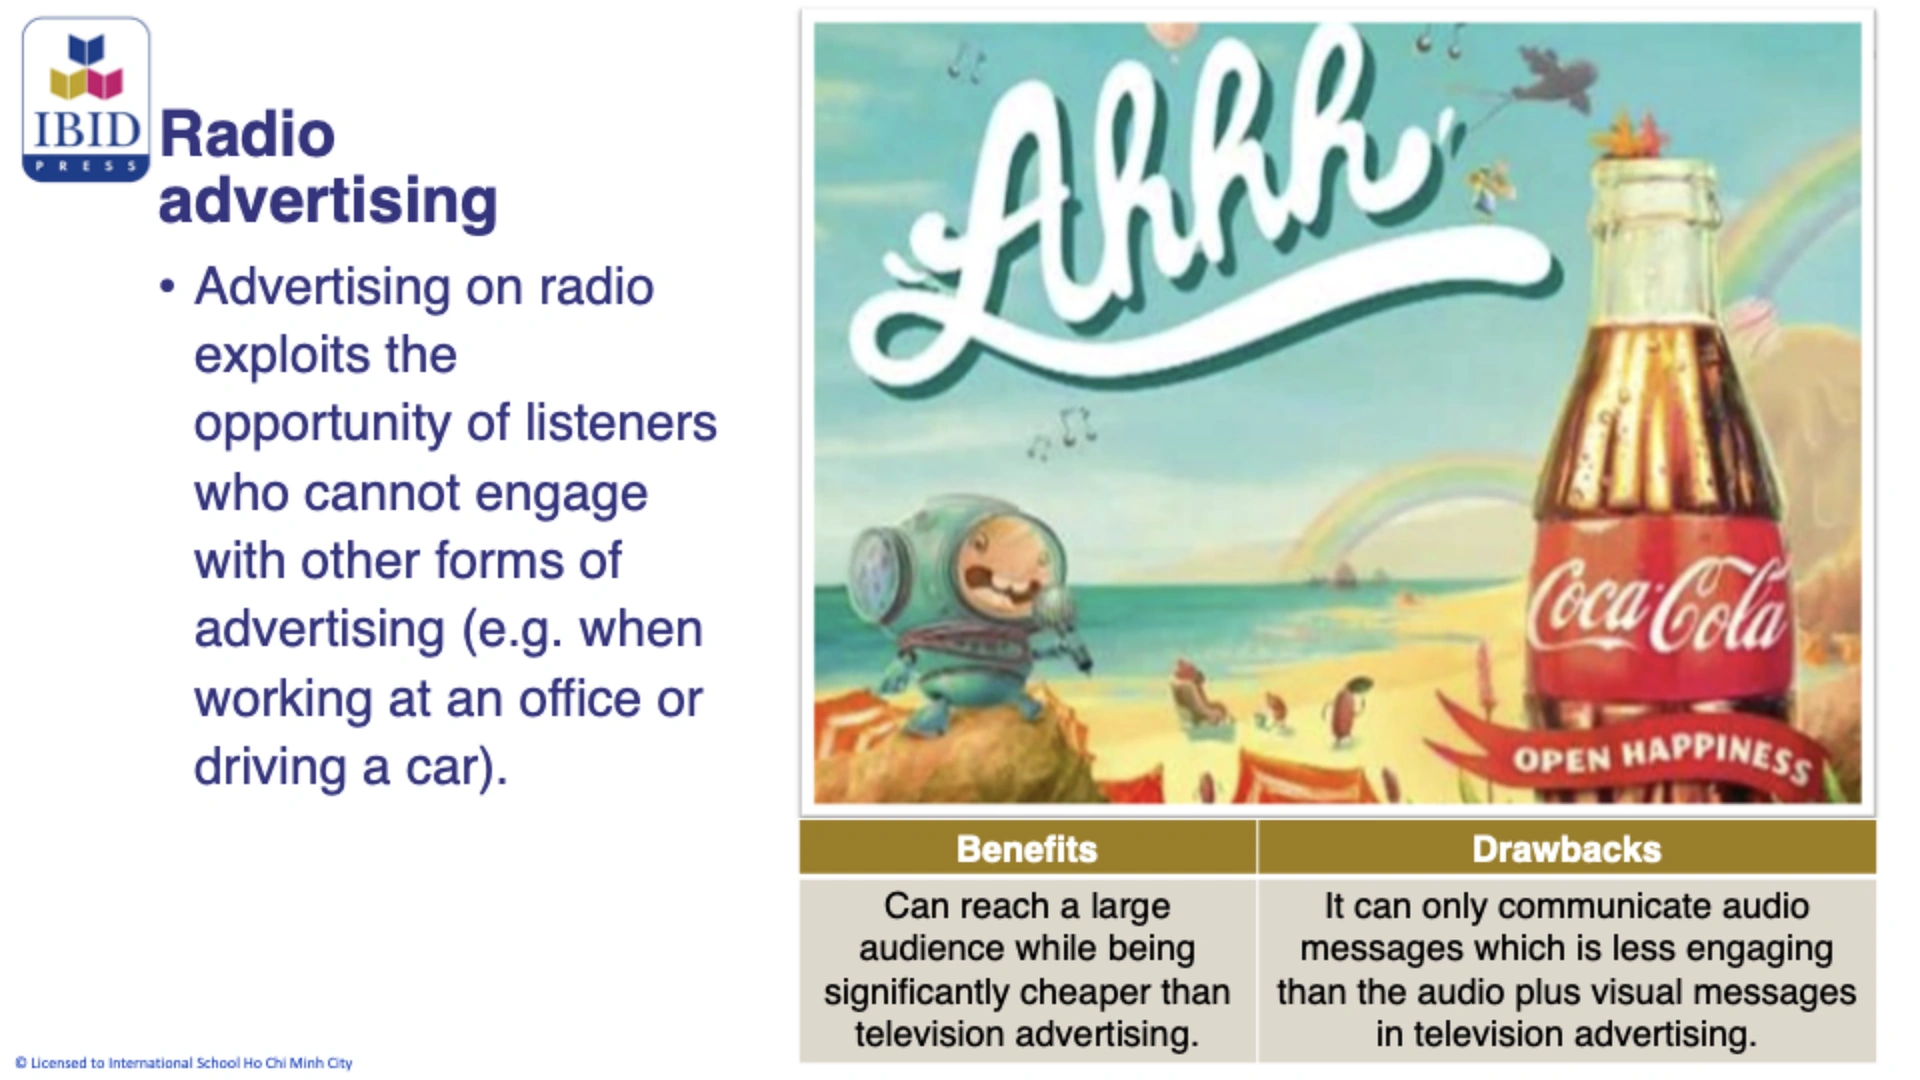 IBID
PRESS
Radio
advertising
• Advertising on radio
exploits the
opportunity of listeners
who cannot engage
with other forms of
advertising (e.g. when
working at an office or
driving a car).
Ahhh
Coca-Cola
OPEN HAPPINESS
Benefits
Drawbacks
Can reach a large
audience while being
significantly cheaper than
television advertising.
It can only communicate audio
messages which is less engaging
than the audio plus visual messages
in television advertising.
© Licensed to International School Ho Chi Minh City